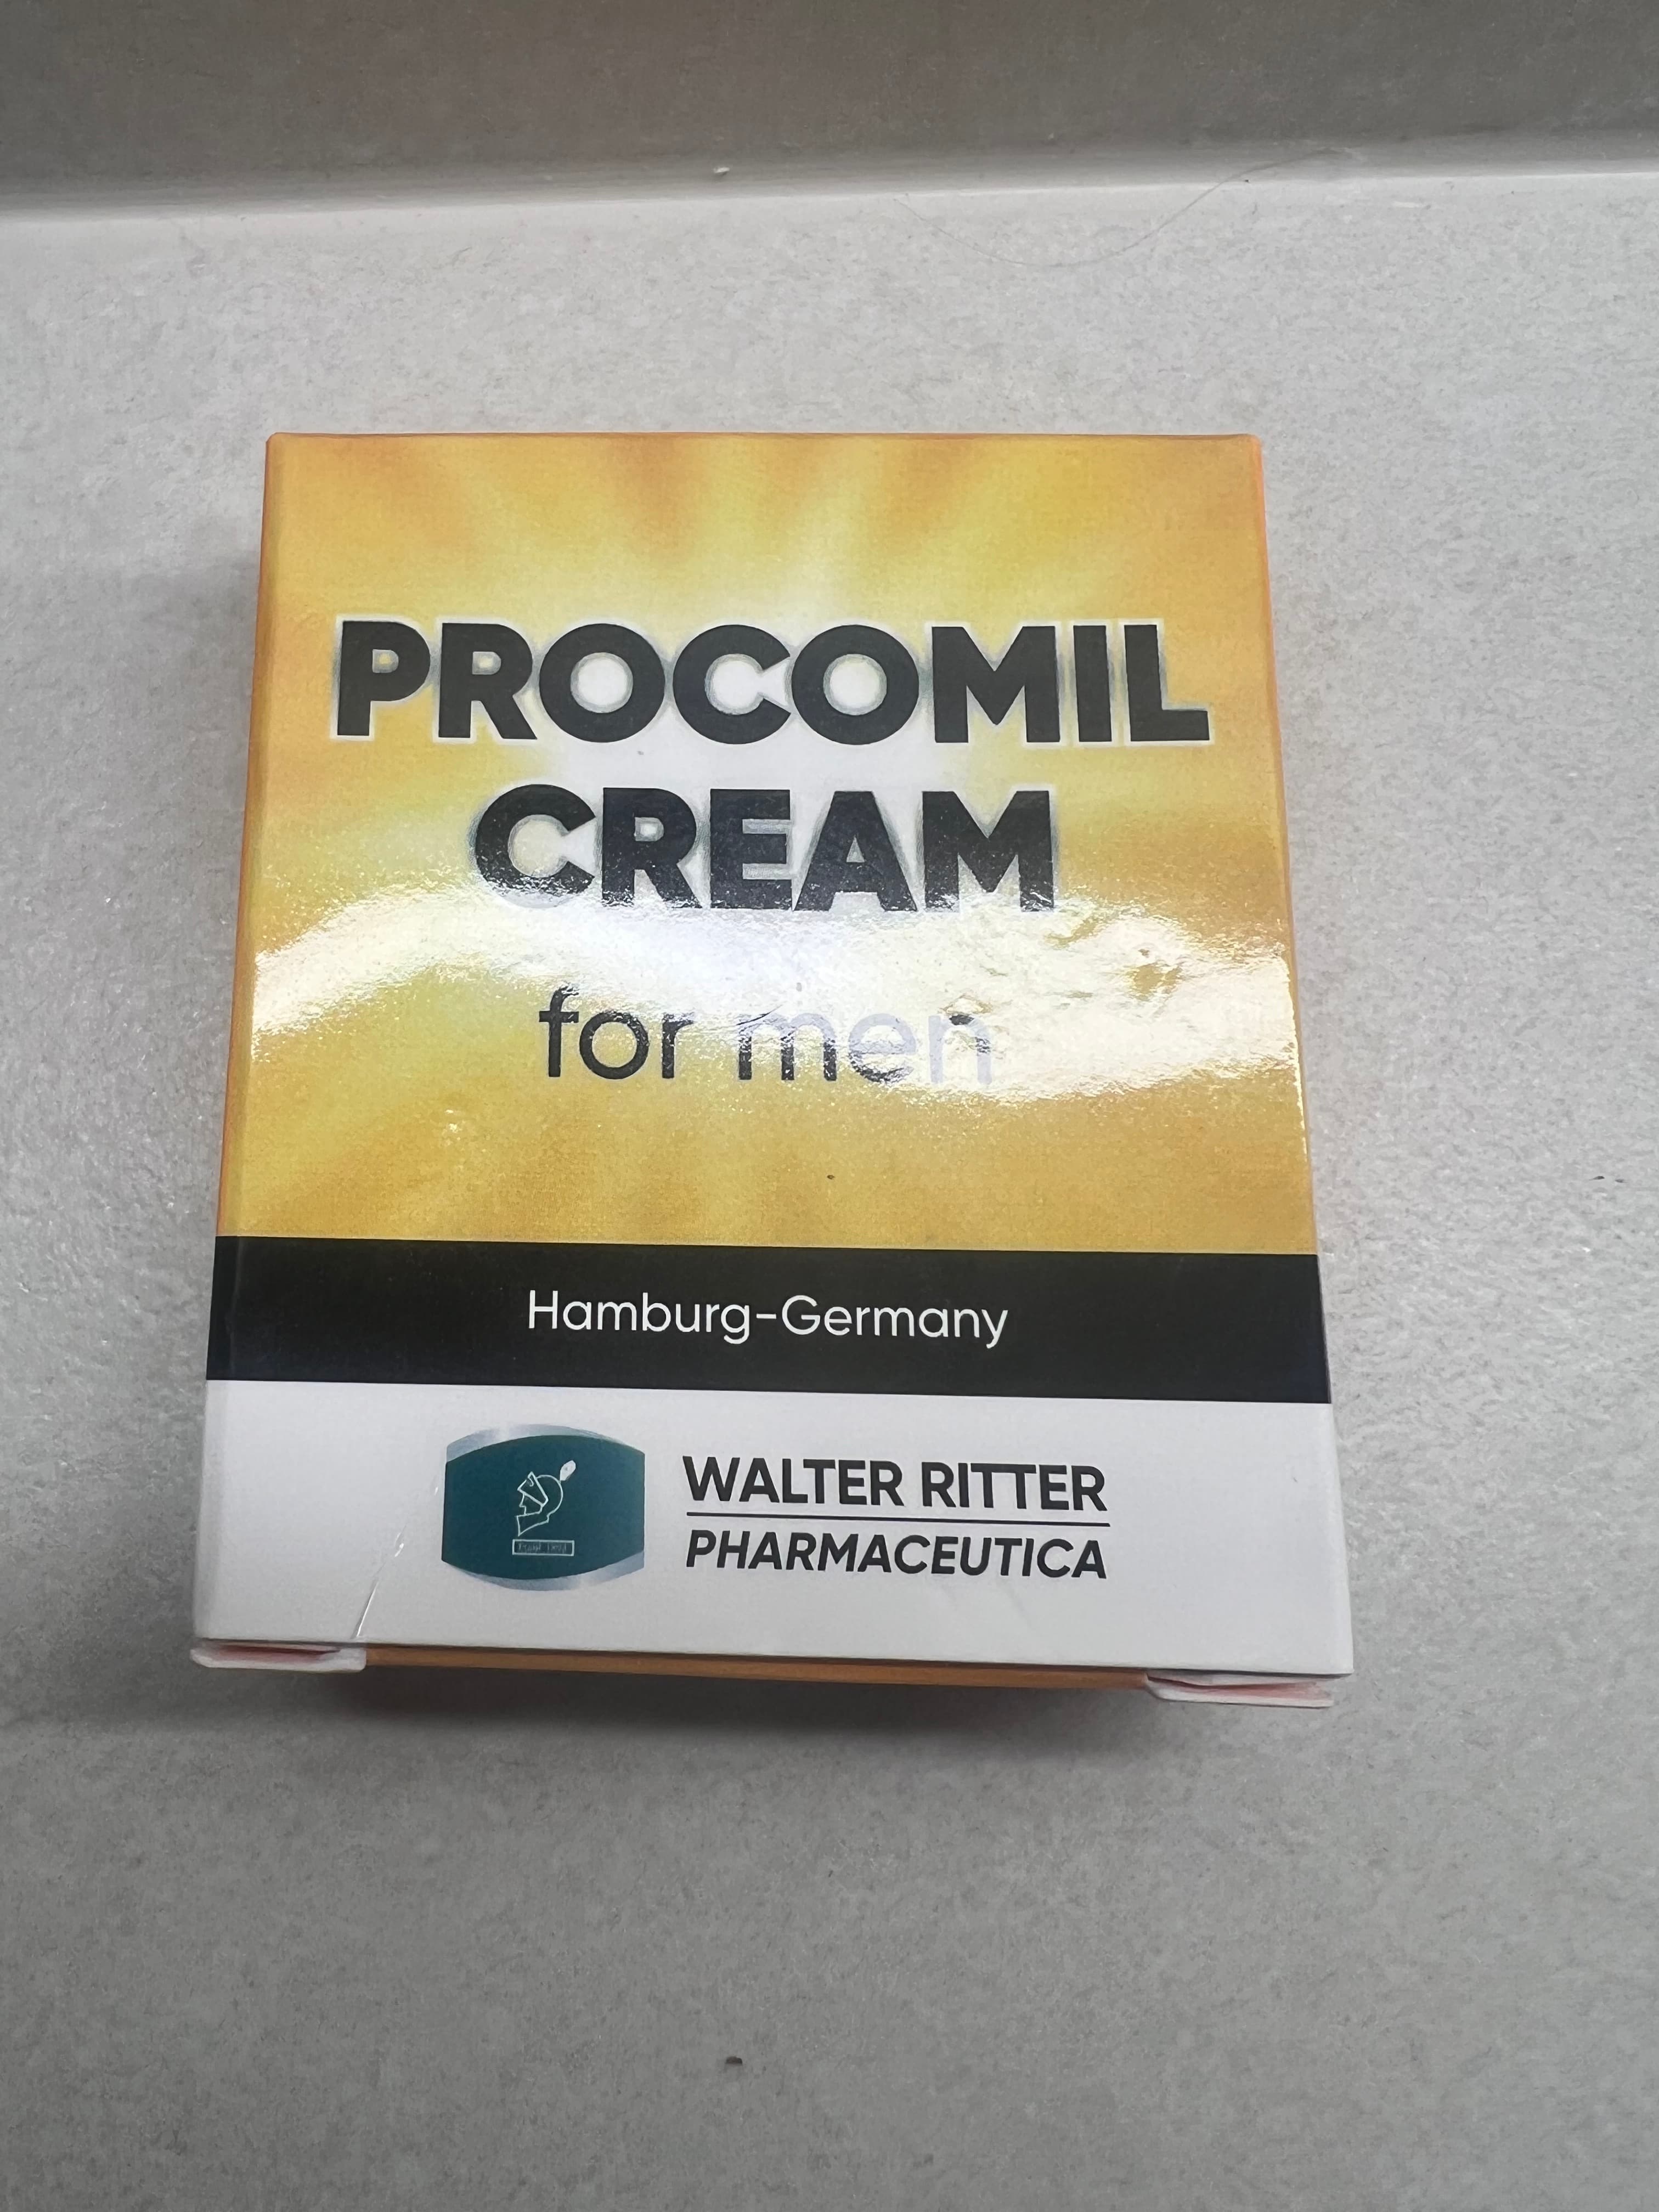 PROCOMIL
CREAM
for men
Hamburg-Germany
WALTER RITTER
PHARMACEUTICA